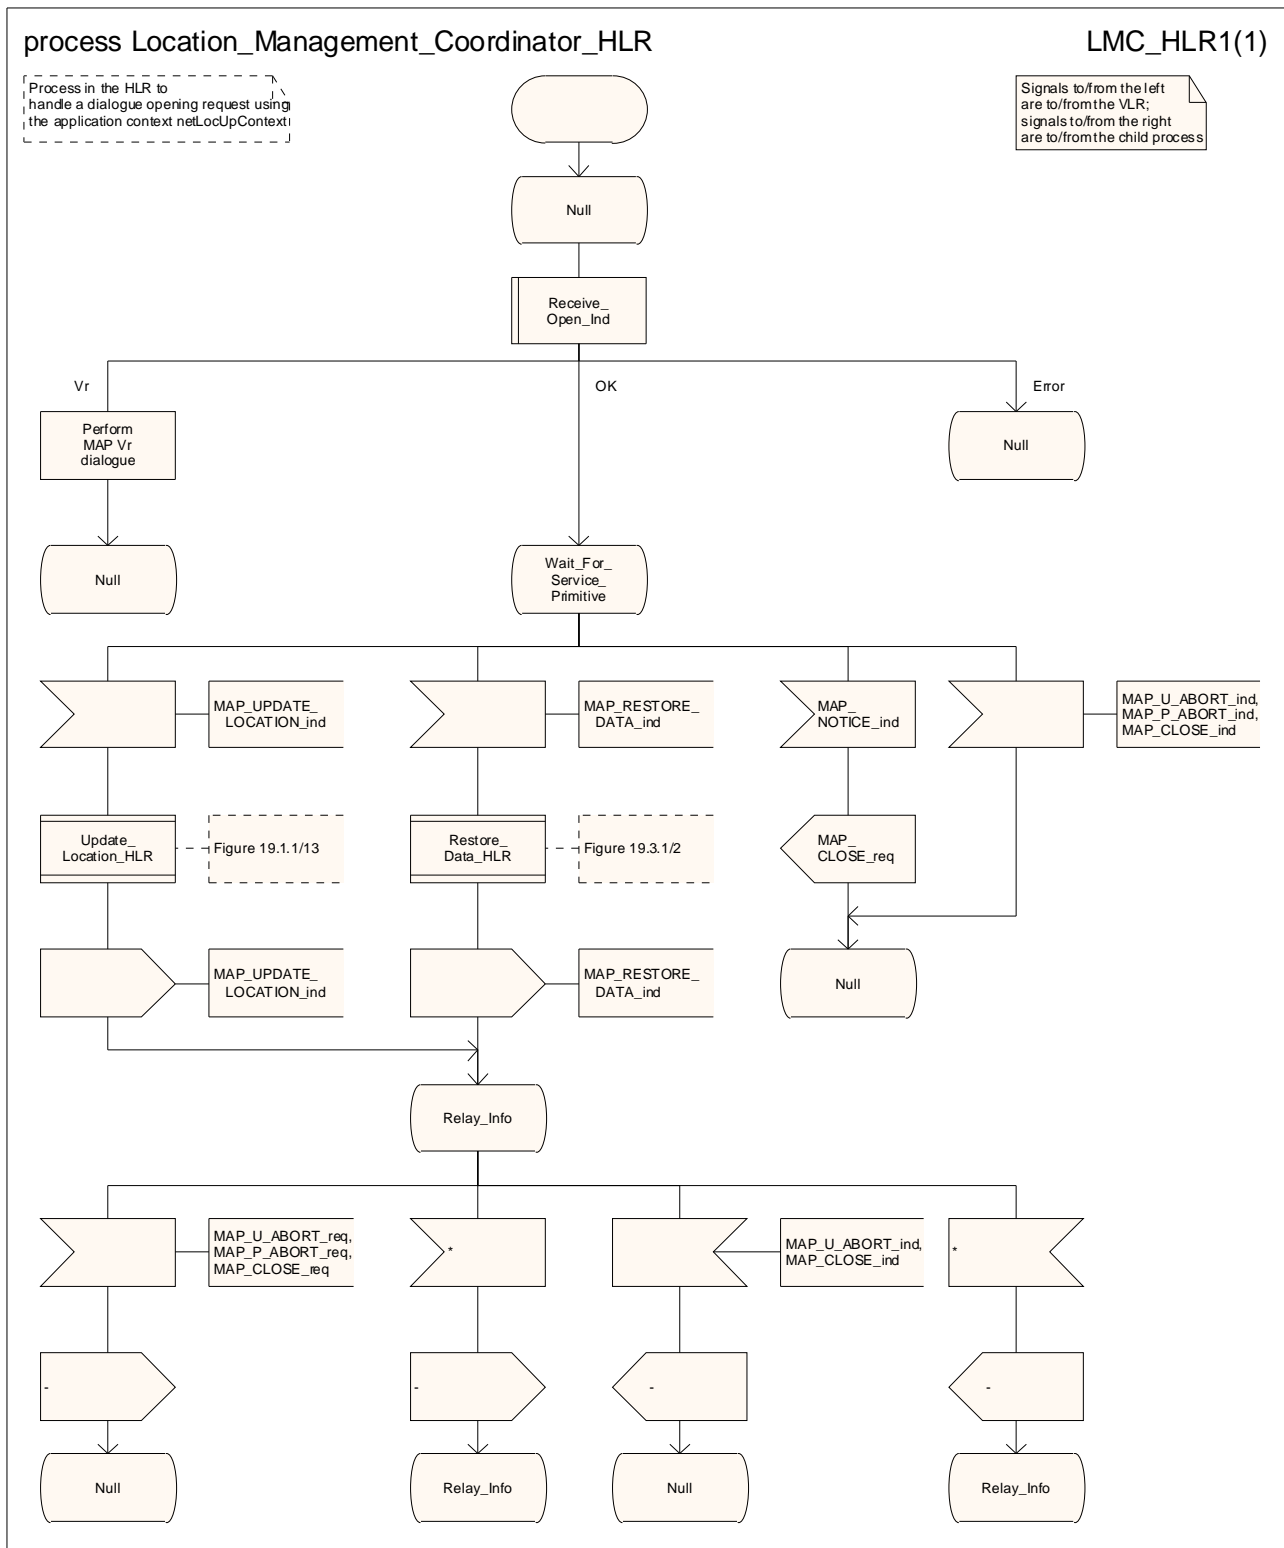 process Location_Management_Coordinator_HLR
LMC_HLR1(1)
Process in the HLR to
handle a dialogue opening request using
the application context netLocUpContext
Signals to/from the left
are to/from the VLR;
signals to/from the right
are to/from the child process
Null
Receive_
Open_Ind
Vr
OK
Error
Perform
MAP Vr
dialogue
Null
Null
Wait_For_
Service_
Primitive
Null
MAP_UPDATE_
LOCATION_ind
MAP_RESTORE_
DATA_ind
MAP_
NOTICE_ind
MAP_U_ABORT_ind,
MAP_P_ABORT_ind,
MAP_CLOSE_ind
Update_
Location_HLR
Figure 19.1.1/13
Restore_
Data_HLR
Figure 19.3.1/2
MAP_
CLOSE_req
MAP_UPDATE_
LOCATION_ind
MAP_RESTORE_
DATA_ind
Null
Relay_Info
MAP_U_ABORT_req,
MAP_P_ABORT_req,
MAP_CLOSE_req
*
MAP_U_ABORT_ind,
MAP_CLOSE_ind
*
-
-
-
-
Null
Relay_Info
Null
Relay_Info